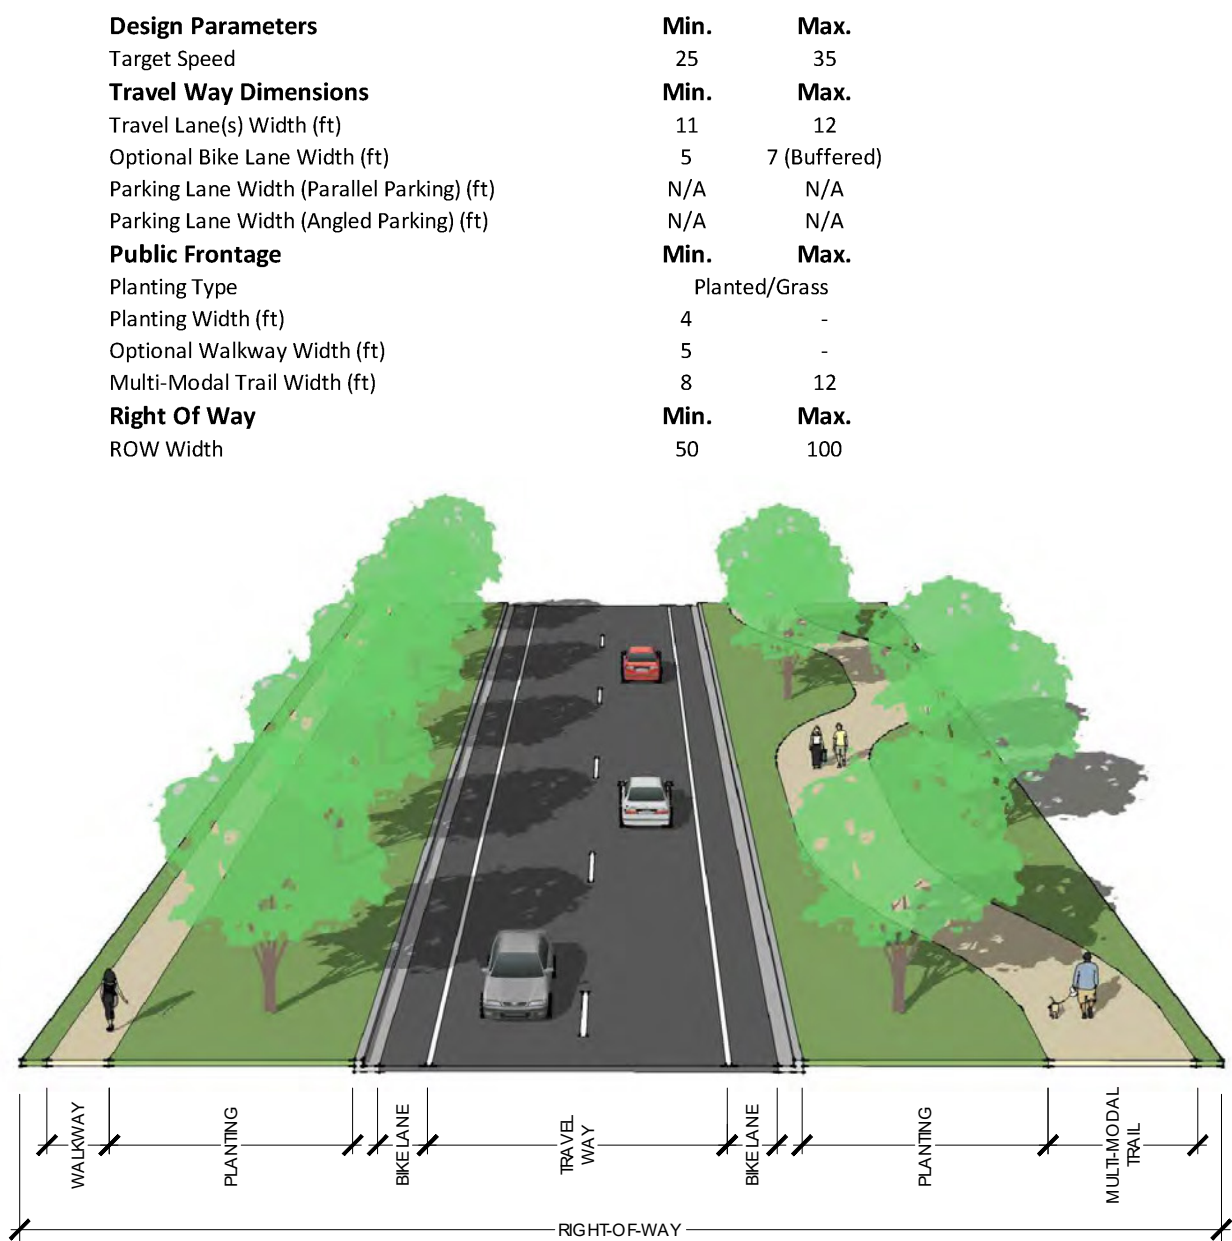 Design Parameters Min. Max.
Target Speed 25 35
Travel Way Dimensions Min. Max.
Travel Lane(s) Width (ft) 11 12
Optional Bike Lane Width (ft) 5 7 (Buffered)
Parking Lane Width (Parallel Parking) (ft) N/A N/A
Parking Lane Width (Angled Parking) (ft) N/A N/A
Public Frontage Min. Max.
Planting Type Planted/Grass
Planting Width (ft) 4 -
Optional Walkway Width (ft) 5 -
Multi-Modal Trail Width (ft) 8 12
Right Of Way Min. Max.
ROW Width 50 100
WALKWAY
PLANTING
BIKE LANE
TRAVEL
WAY
BIKE LANE
PLANTING
MULTI-MODAL
TRAIL
RIGHT-OF-WAY